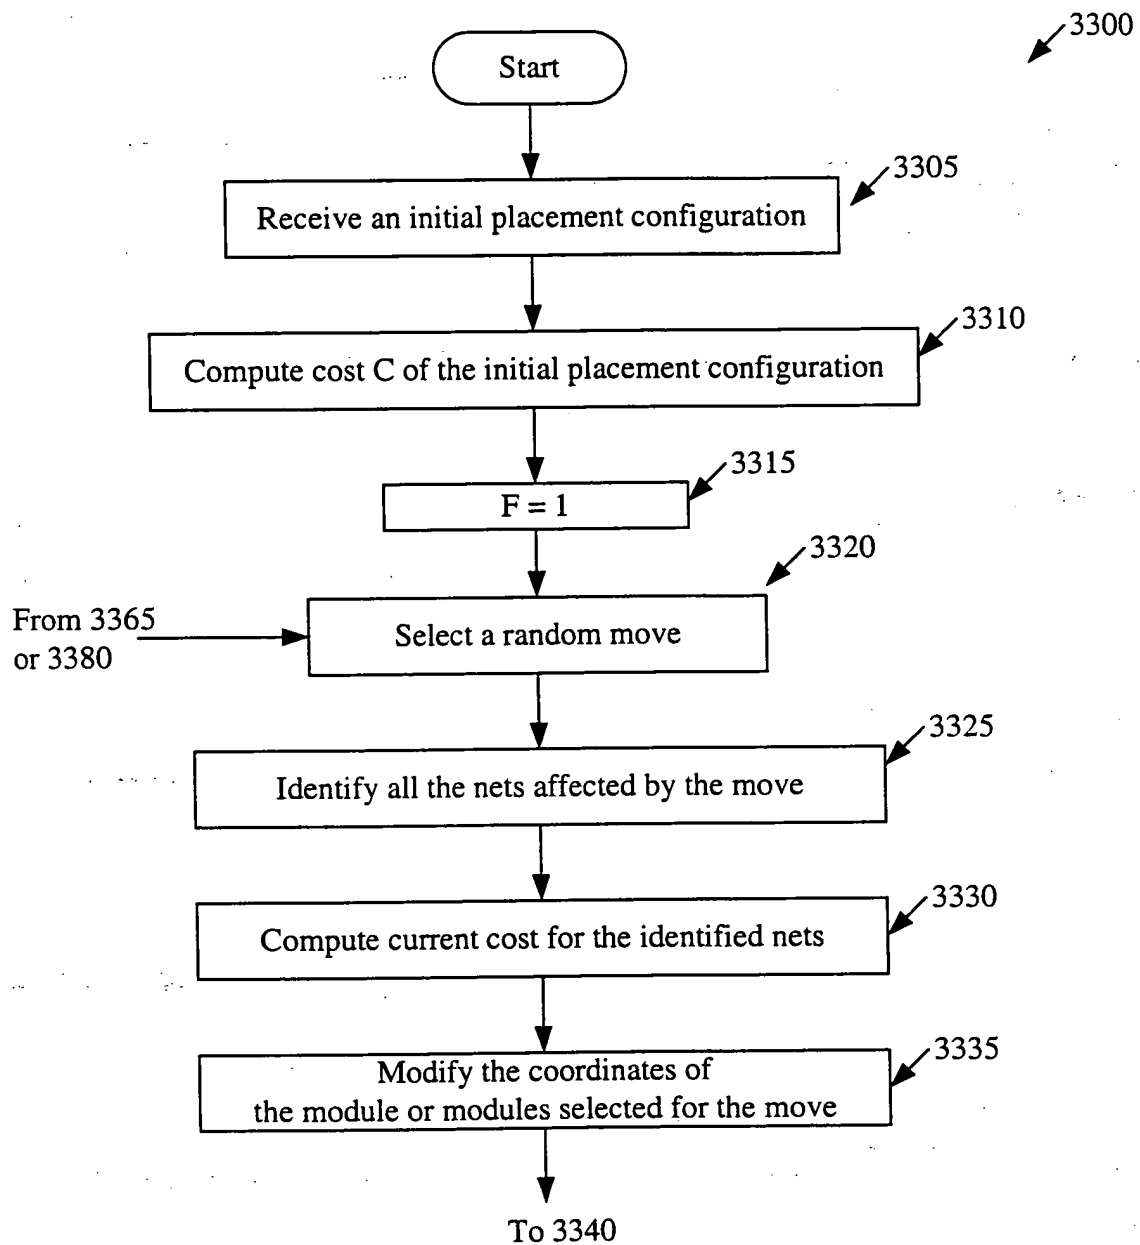 3300
Start
3305
Receive an initial placement configuration
3310
Compute cost C of the initial placement configuration
3315
F = 1
3320
From 3365
or 3380
Select a random move
3325
Identify all the nets affected by the move
3330
Compute current cost for the identified nets
3335
Modify the coordinates of
the module or modules selected for the move
To 3340